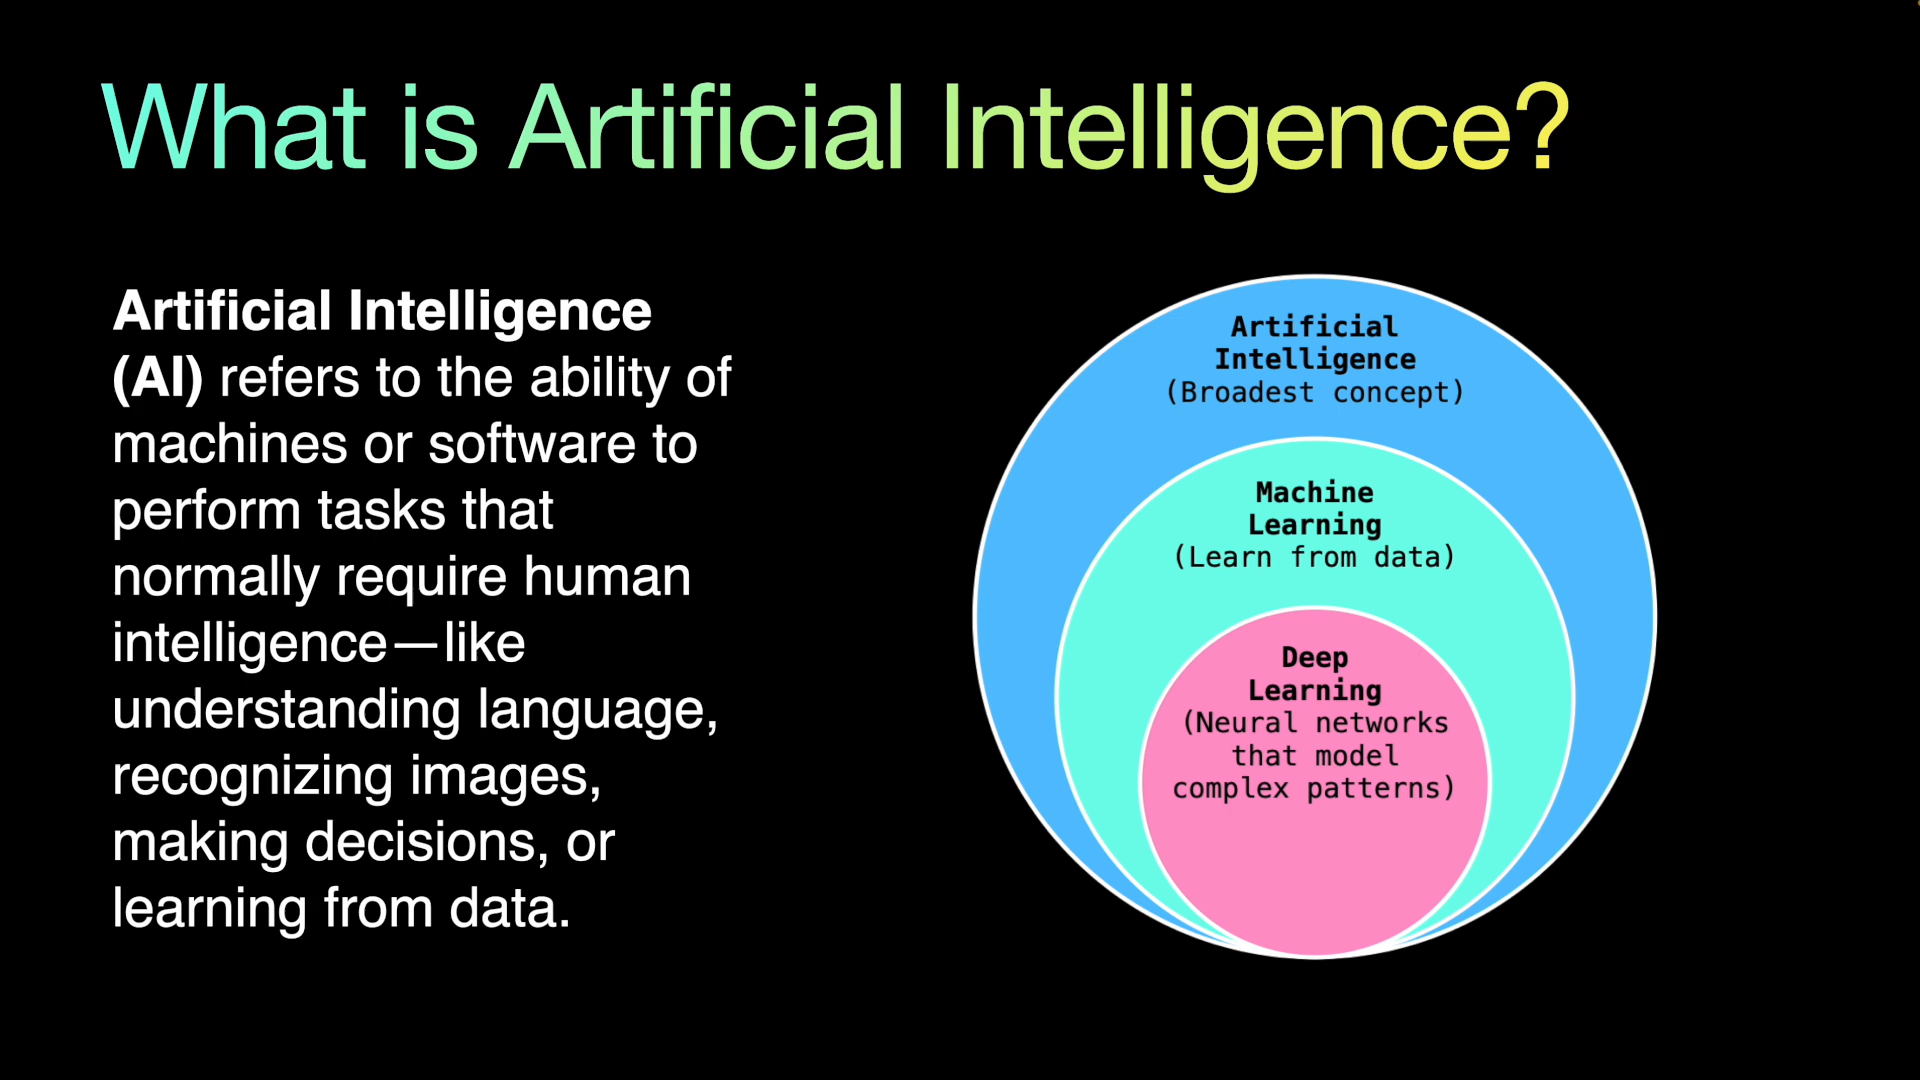 What is Artificial Intelligence?
Artificial Intelligence
(AI) refers to the ability of
machines or software to
perform tasks that
normally require human
intelligence—like
understanding language,
recognizing images,
making decisions, or
learning from data.
Artificial
Intelligence
(Broadest concept)
Machine
Learning
(Learn from data)
Deep
Learning
(Neural networks
that model
complex patterns)